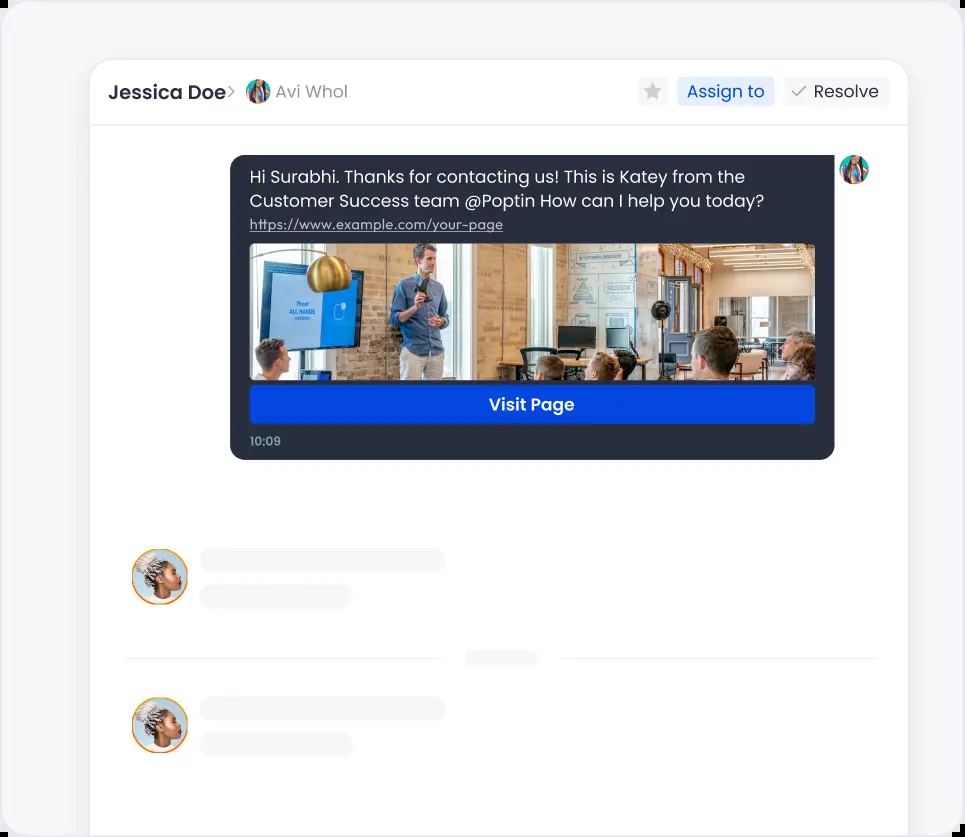 Jessica Doe Avi Whol
Assign to
Resolve
Hi Surabhi. Thanks for contacting us! This is Katey from the
Customer Success team @Poptin How can I help you today?
https://www.example.com/your-page
Proof
ALL HANDS
Visit Page
10:09